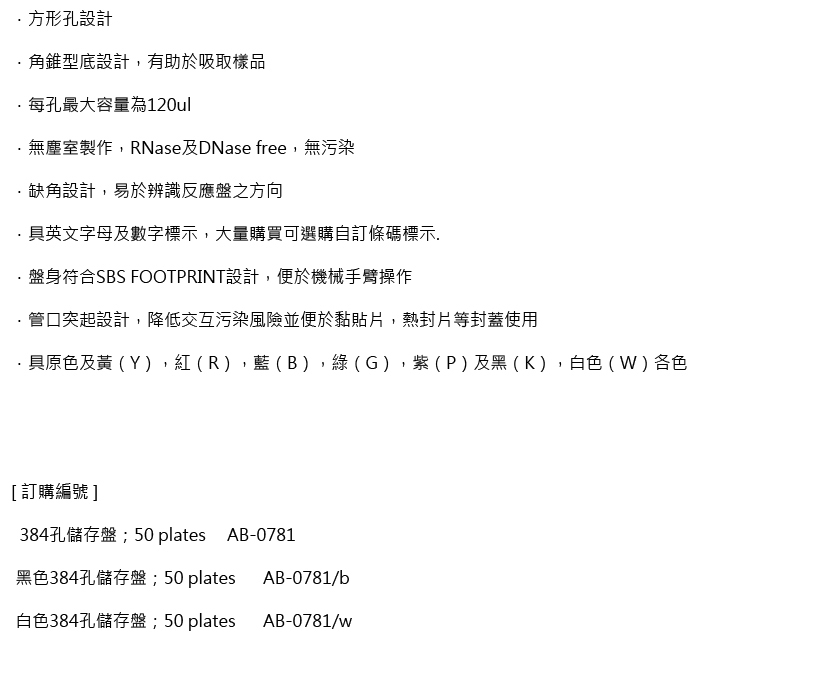 ‧方形孔設計
‧角錐型底設計，有助於吸取樣品
‧每孔最大容量為120ul
‧無塵室製作，RNase及DNase free，無污染
‧缺角設計，易於辨識反應盤之方向
‧具英文字母及數字標示，大量購買可選購自訂條碼標示.
‧盤身符合SBS FOOTPRINT設計，便於機械手臂操作
‧管口突起設計，降低交互污染風險並便於黏貼片，熱封片等封蓋使用
‧具原色及黃（Y），紅（R），藍（B），綠（G），紫（P）及黑（K），白色（W）各色
[ 訂購編號 ]
384孔儲存盤；50 plates AB-0781
黑色384孔儲存盤；50 plates AB-0781/b
白色384孔儲存盤；50 plates AB-0781/w